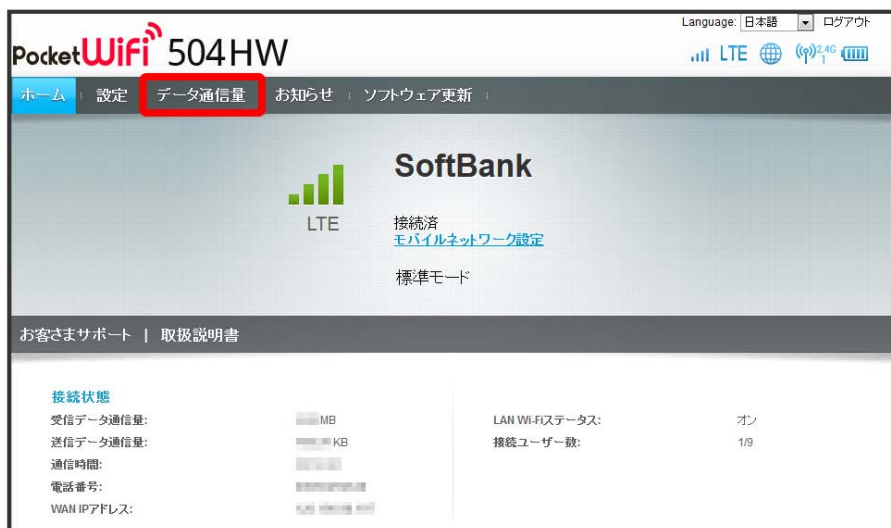 Language: 日本語 ログアウト
PocketWiFi 504HW
LTE 2.4G 1
ホーム 設定 データ通信量 お知らせ ソフトウェア更新
SoftBank
LTE
接続済
モバイルネットワーク設定
標準モード
お客さまサポート | 取扱説明書
接続状態
受信データ通信量: MB LAN Wi-Fiステータス: オン
送信データ通信量: KB 接続ユーザー数: 1/9
通信時間:
電話番号:
WAN IPアドレス: